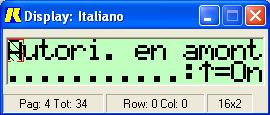 Display: Italiano
Autori. en amont
...........:↑=On
Pag: 4 Tot: 34 Row: 0 Col: 0 16x2